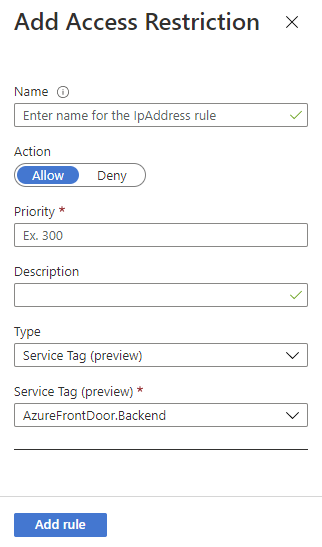 Add Access Restriction
Name
Enter name for the IpAddress rule
Action
Allow Deny
Priority *
Ex. 300
Description
Type
Service Tag (preview)
Service Tag (preview) *
AzureFrontDoor.Backend
Add rule